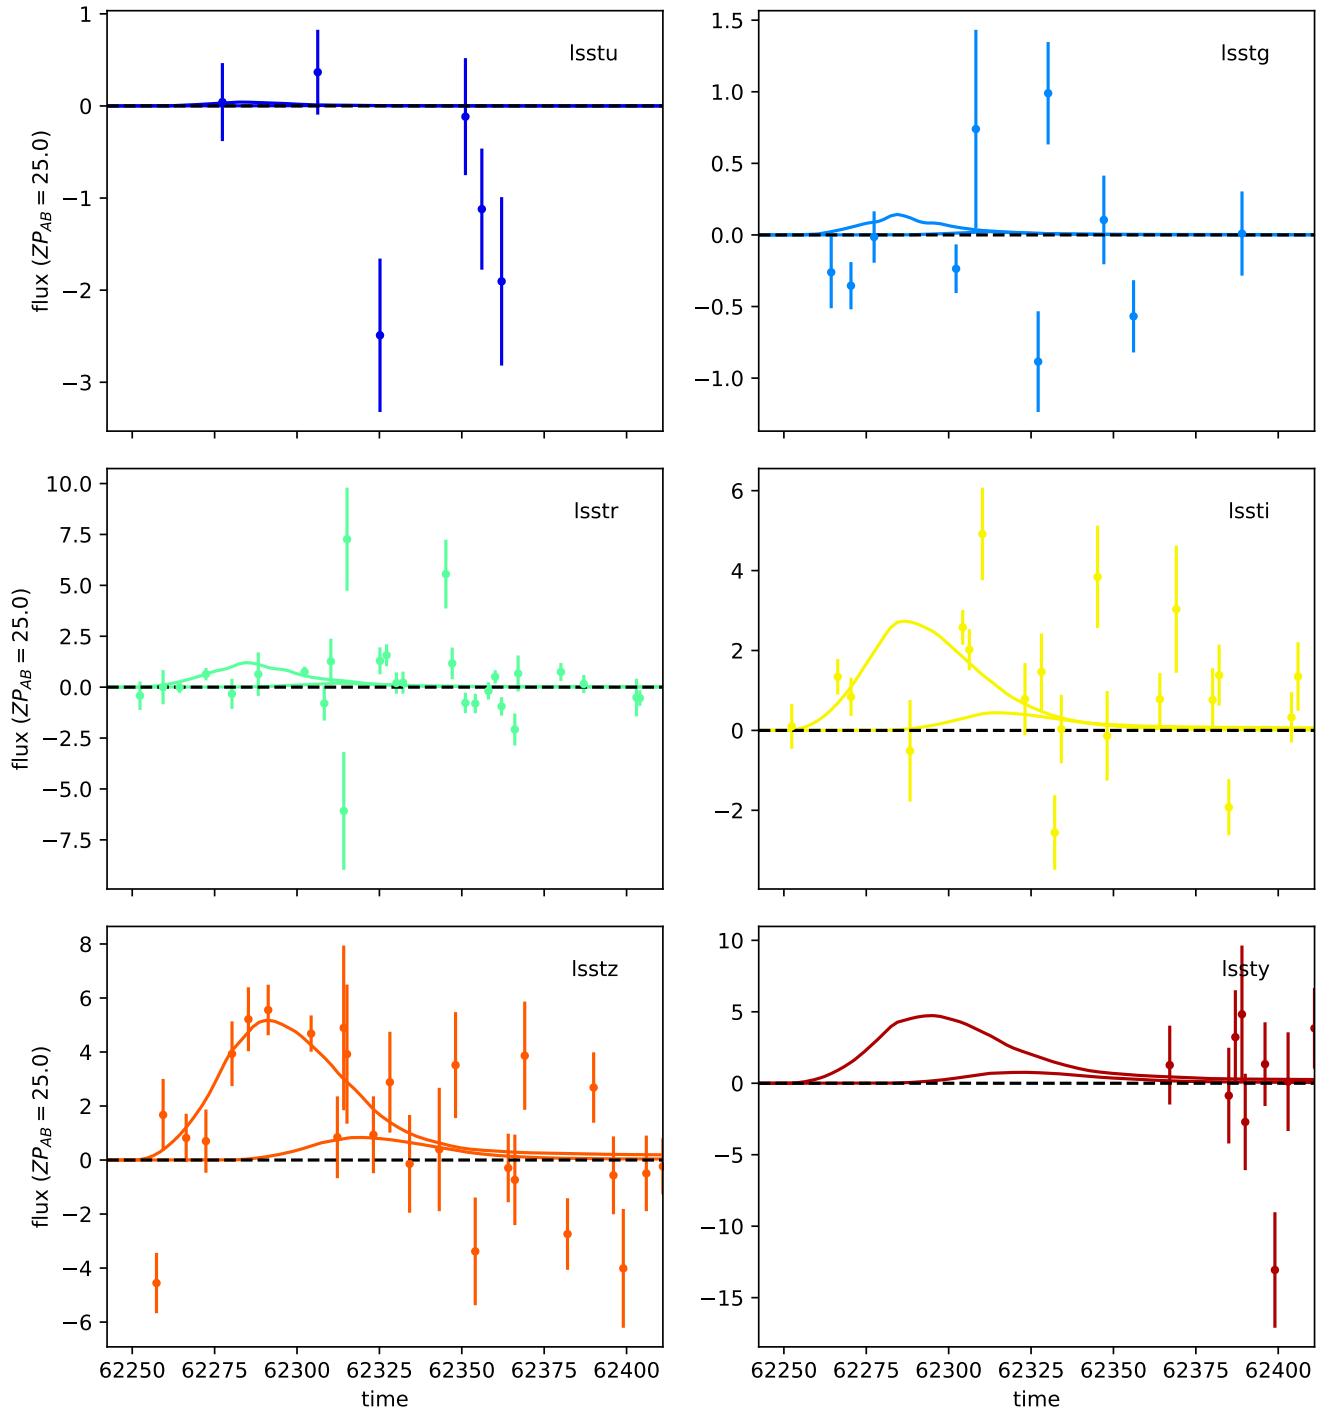 lsstu
1
0
−1
−2
−3
flux (ZP_AB = 25.0)
lsstg
1.5
1.0
0.5
0.0
−0.5
−1.0
lsstr
10.0
7.5
5.0
2.5
0.0
−2.5
−5.0
−7.5
flux (ZP_AB = 25.0)
lssti
6
4
2
0
−2
lsstz
8
6
4
2
0
−2
−4
−6
flux (ZP_AB = 25.0)
62250 62275 62300 62325 62350 62375 62400
time
lssty
10
5
0
−5
−10
−15
62250 62275 62300 62325 62350 62375 62400
time